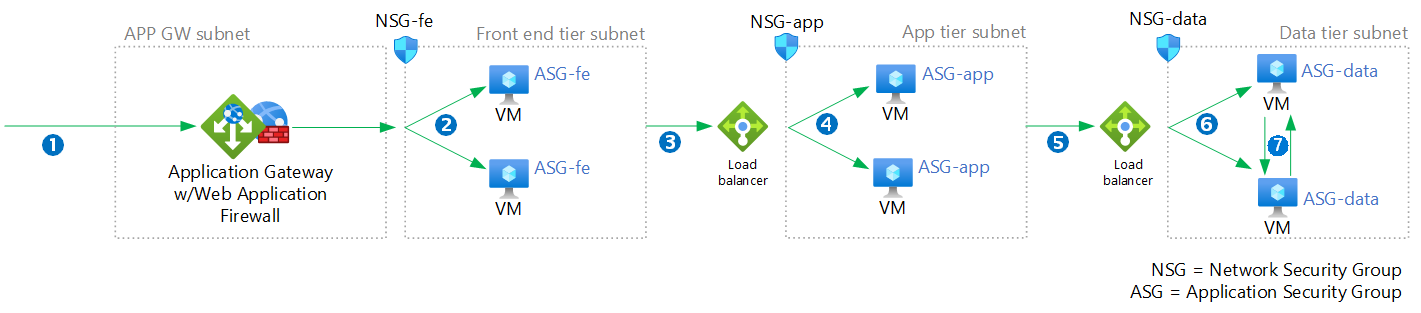 APP GW subnet
1
Application Gateway
w/Web Application
Firewall
NSG-fe
Front end tier subnet
2
ASG-fe
VM
ASG-fe
VM
3
Load
balancer
NSG-app
App tier subnet
4
ASG-app
VM
ASG-app
VM
5
Load
balancer
NSG-data
Data tier subnet
6
ASG-data
VM
7
ASG-data
VM
NSG = Network Security Group
ASG = Application Security Group